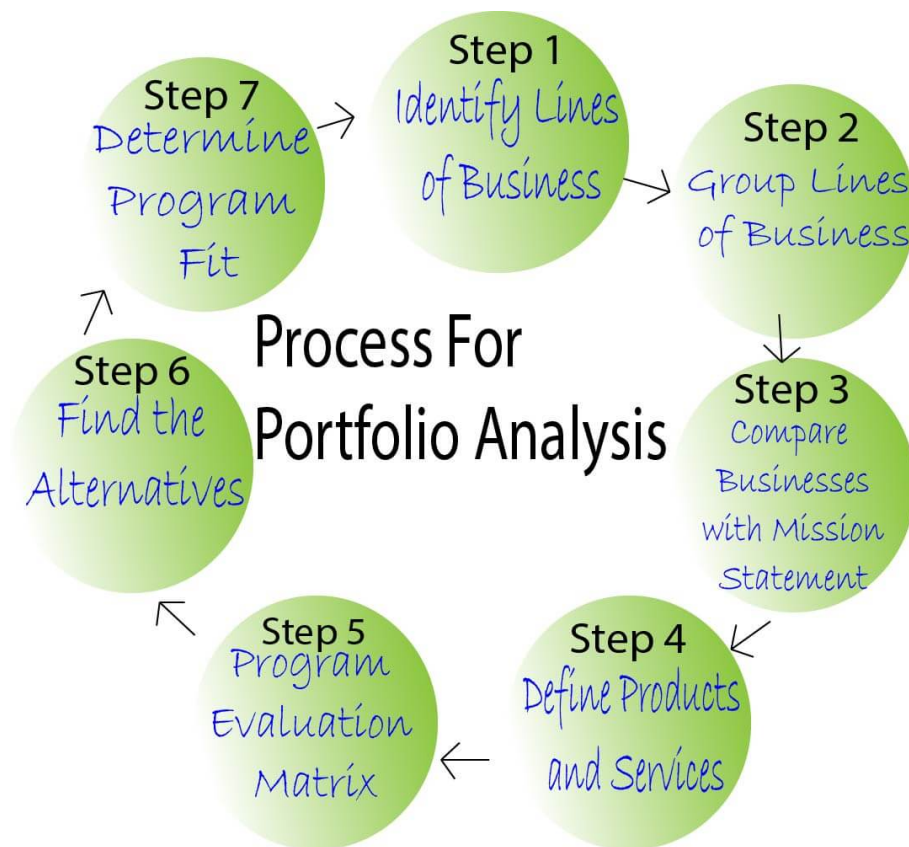 Process For
Portfolio Analysis
Step 1
Identify Lines
of Business
Step 2
Group Lines
of Business
Step 3
Compare
Businesses
with Mission
Statement
Step 4
Define Products
and Services
Step 5
Program
Evaluation
Matrix
Step 6
Find the
Alternatives
Step 7
Determine
Program
Fit